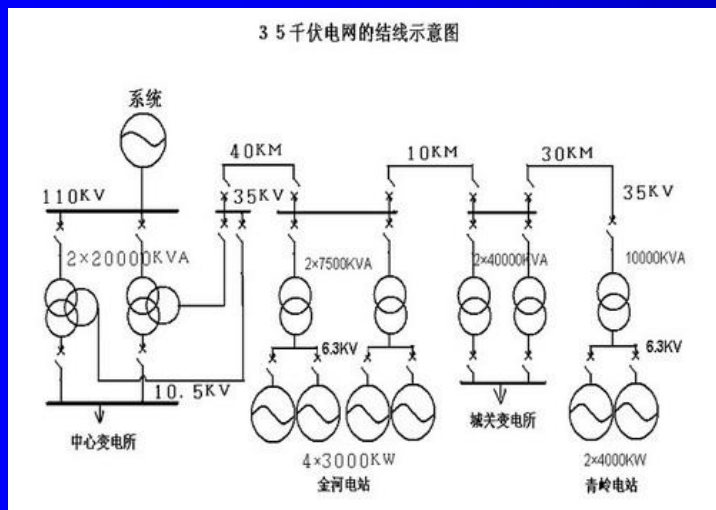 35千伏电网的结线示意图
系统
40KM
10KM
30KM
110KV
35KV
35KV
2×20000KVA
2×7500KVA
2×40000KVA
10000KVA
6.3KV
6.3KV
10.5KV
中心变电所
城关变电所
4×3000KW
2×4000KW
金河电站
青岭电站